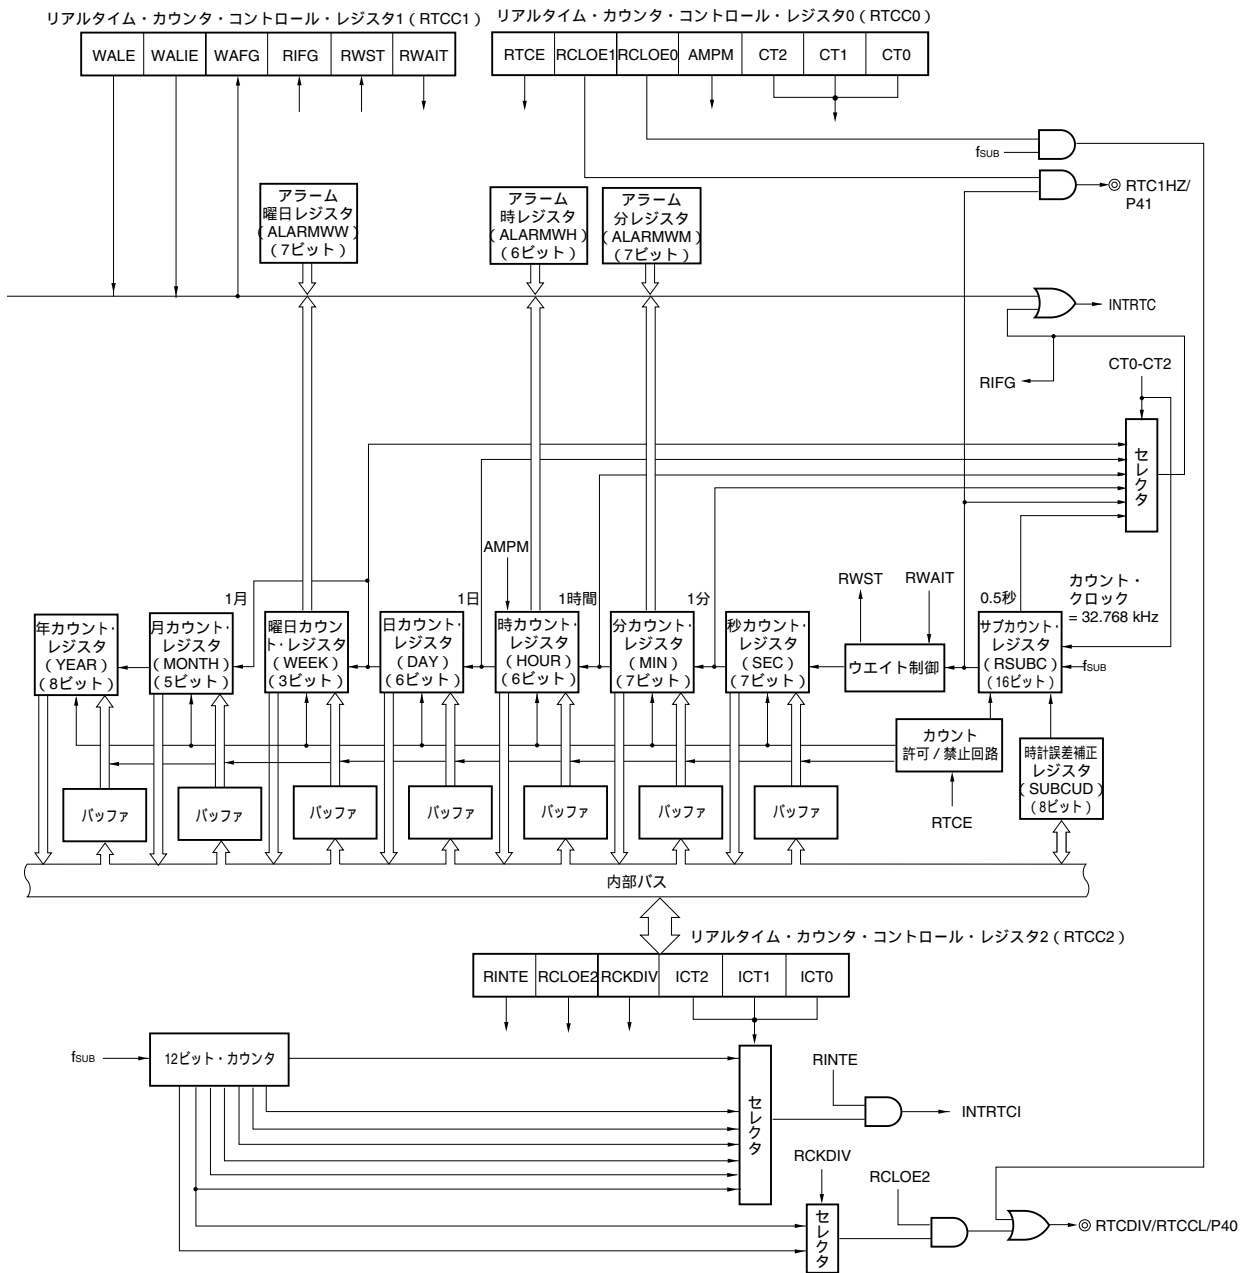 リアルタイム・カウンタ・コントロール・レジスタ1（RTCC1）
WALE WALIE WAFG RIFG RWST RWAIT
リアルタイム・カウンタ・コントロール・レジスタ0（RTCC0）
RTCE RCLOE1 RCLOE0 AMPM CT2 CT1 CT0
fSUB
◎ RTC1HZ/
P41
アラーム
曜日レジスタ
（ALARMWW）
（7ビット）
アラーム
時レジスタ
（ALARMWH）
（6ビット）
アラーム
分レジスタ
（ALARMWM）
（7ビット）
INTRTC
RIFG
CT0-CT2
セレクタ
AMPM
RWST
RWAIT
カウント・
クロック
= 32.768 kHz
1月
1日
1時間
1分
0.5秒
年カウント・
レジスタ
（YEAR）
（8ビット）
月カウント・
レジスタ
（MONTH）
（5ビット）
曜日カウン
ト・レジスタ
（WEEK）
（3ビット）
日カウント・
レジスタ
（DAY）
（6ビット）
時カウント・
レジスタ
（HOUR）
（6ビット）
分カウント・
レジスタ
（MIN）
（7ビット）
秒カウント・
レジスタ
（SEC）
（7ビット）
ウエイト制御
サブカウント・
レジスタ
（RSUBC）
（16ビット）
fSUB
カウント
許可／禁止回路
RTCE
時計誤差補正
レジスタ
（SUBCUD）
（8ビット）
バッファ
バッファ
バッファ
バッファ
バッファ
バッファ
バッファ
内部バス
リアルタイム・カウンタ・コントロール・レジスタ2（RTCC2）
RINTE RCLOE2 RCKDIV ICT2 ICT1 ICT0
fSUB
12ビット・カウンタ
セレクタ
RINTE
INTRTCI
RCKDIV
セレクタ
RCLOE2
◎ RTCDIV/RTCCL/P40